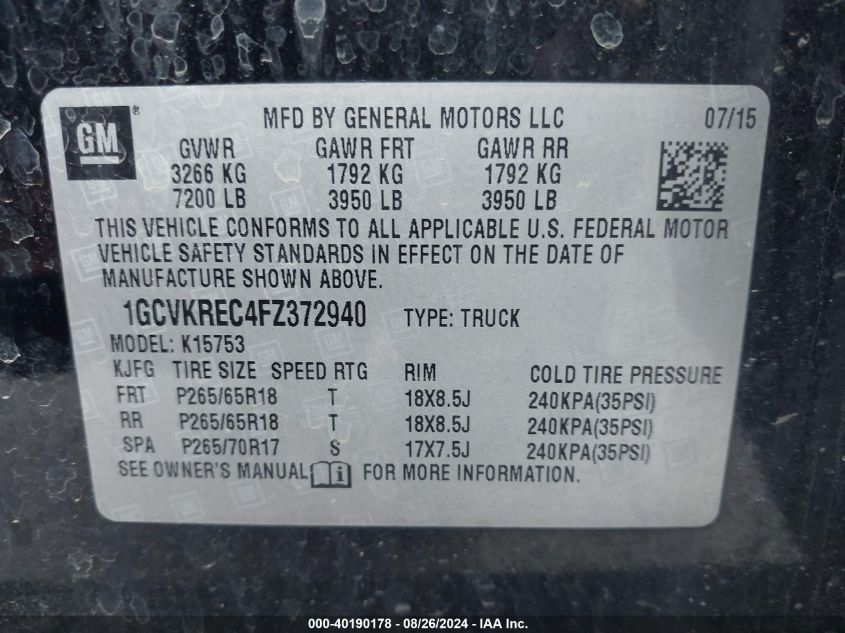 GM ® MFD BY GENERAL MOTORS LLC 07/15
GVWR GAWR FRT GAWR RR
3266 KG 1792 KG 1792 KG
7200 LB 3950 LB 3950 LB
THIS VEHICLE CONFORMS TO ALL APPLICABLE U.S. FEDERAL MOTOR
VEHICLE SAFETY STANDARDS IN EFFECT ON THE DATE OF
MANUFACTURE SHOWN ABOVE.
1GCVKREC4FZ372940 TYPE: TRUCK
MODEL: K15753
KJFG TIRE SIZE SPEED RTG RIM COLD TIRE PRESSURE
FRT P265/65R18 T 18X8.5J 240KPA(35PSI)
RR P265/65R18 T 18X8.5J 240KPA(35PSI)
SPA P265/70R17 S 17X7.5J 240KPA(35PSI)
SEE OWNER'S MANUAL i FOR MORE INFORMATION.
000-40190178 - 08/26/2024 - IAA Inc.